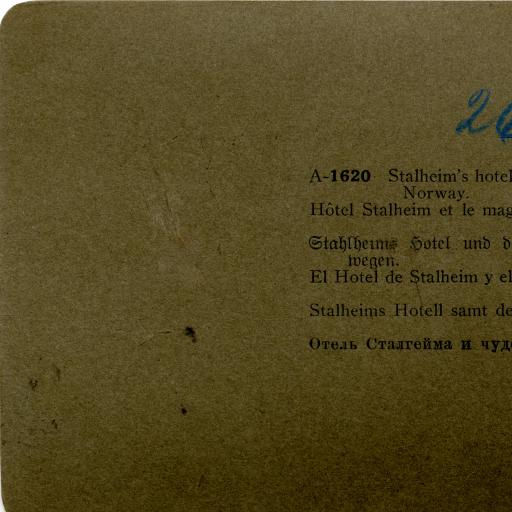 26
A-1620 Stalheim's hotel
Norway.
Hôtel Stalheim et le mag
Stahlheims Hotel und d
wegen.
El Hotel de Stalheim y el
Stalheims Hotell samt de
Отель Сталгейма и чуд